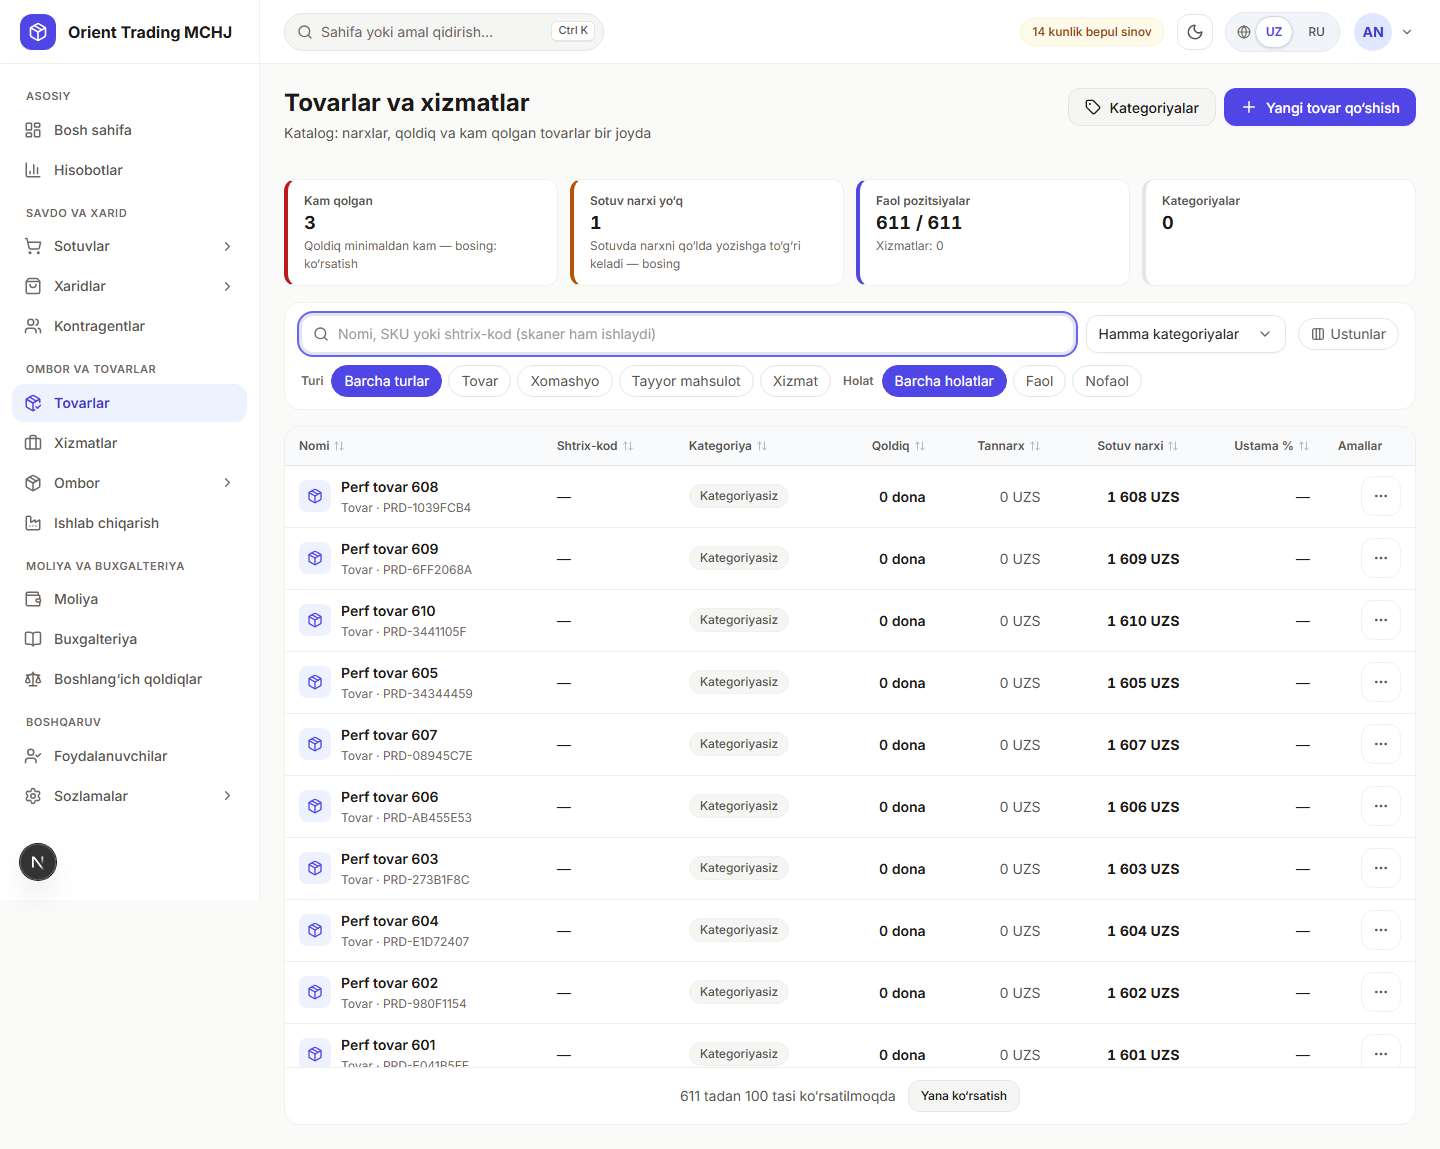 Orient Trading MCHJ
Sahifa yoki amal qidirish...
Ctrl K
14 kunlik bepul sinov
UZ
RU
AN
ASOSIY
Bosh sahifa
Hisobotlar
SAVDO VA XARID
Sotuvlar
Xaridlar
Kontragentlar
OMBOR VA TOVARLAR
Tovarlar
Xizmatlar
Ombor
Ishlab chiqarish
MOLIYA VA BUXGALTERIYA
Moliya
Buxgalteriya
Boshlang‘ich qoldiqlar
BOSHQARUV
Foydalanuvchilar
Sozlamalar
N
Tovarlar va xizmatlar
Katalog: narxlar, qoldiq va kam qolgan tovarlar bir joyda
Kategoriyalar
Yangi tovar qo‘shish
Kam qolgan
3
Qoldiq minimaldan kam — bosing:
ko‘rsatish
Sotuv narxi yo‘q
1
Sotuvda narxni qo‘lda yozishga to‘g‘ri
keladi — bosing
Faol pozitsiyalar
611 / 611
Xizmatlar: 0
Kategoriyalar
0
Nomi, SKU yoki shtrix-kod (skaner ham ishlaydi)
Hamma kategoriyalar
Ustunlar
Turi Barcha turlar Tovar Xomashyo Tayyor mahsulot Xizmat Holat Barcha holatlar Faol Nofaol
Nomi Shtrix-kod Kategoriya Qoldiq Tannarx Sotuv narxi Ustama % Amallar
Perf tovar 608
Tovar · PRD-1039FCB4
— Kategoriyasiz 0 dona 0 UZS 1 608 UZS —
Perf tovar 609
Tovar · PRD-6FF2068A
— Kategoriyasiz 0 dona 0 UZS 1 609 UZS —
Perf tovar 610
Tovar · PRD-3441105F
— Kategoriyasiz 0 dona 0 UZS 1 610 UZS —
Perf tovar 605
Tovar · PRD-34344459
— Kategoriyasiz 0 dona 0 UZS 1 605 UZS —
Perf tovar 607
Tovar · PRD-08945C7E
— Kategoriyasiz 0 dona 0 UZS 1 607 UZS —
Perf tovar 606
Tovar · PRD-AB455E53
— Kategoriyasiz 0 dona 0 UZS 1 606 UZS —
Perf tovar 603
Tovar · PRD-273B1F8C
— Kategoriyasiz 0 dona 0 UZS 1 603 UZS —
Perf tovar 604
Tovar · PRD-E1D72407
— Kategoriyasiz 0 dona 0 UZS 1 604 UZS —
Perf tovar 602
Tovar · PRD-980F1154
— Kategoriyasiz 0 dona 0 UZS 1 602 UZS —
Perf tovar 601
Tovar
— Kategoriyasiz 0 dona 0 UZS 1 601 UZS —
611 tadan 100 tasi ko‘rsatilmoqda
Yana ko‘rsatish